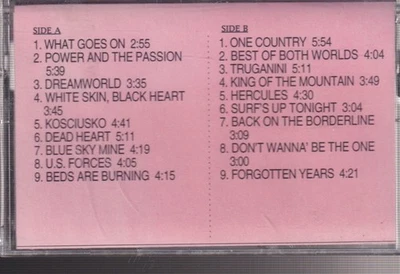 SIDE A
1. WHAT GOES ON 2:55
2. POWER AND THE PASSION
5:39
3. DREAMWORLD 3:35
4. WHITE SKIN, BLACK HEART
3:45
5. KOSCIUSKO 4:41
6. DEAD HEART 5:11
7. BLUE SKY MINE 4:19
8. U.S. FORCES 4:05
9. BEDS ARE BURNING 4:15
SIDE B
1. ONE COUNTRY 5:54
2. BEST OF BOTH WORLDS 4:04
3. TRUGANINI 5:11
4. KING OF THE MOUNTAIN 3:49
5. HERCULES 4:30
6. SURF'S UP TONIGHT 3:04
7. BACK ON THE BORDERLINE
3:09
8. DON'T WANNA' BE THE ONE
3:00
9. FORGOTTEN YEARS 4:21